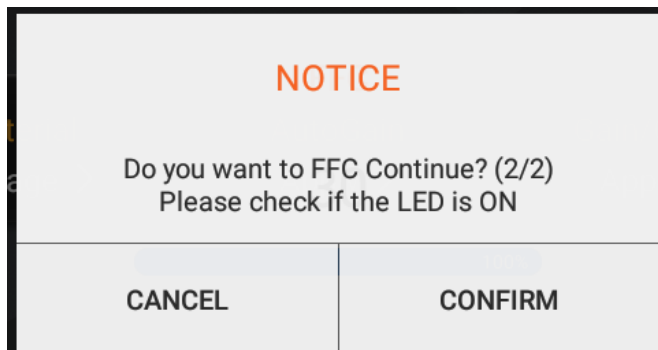 NOTICE
Do you want to FFC Continue? (2/2)
Please check if the LED is ON
CANCEL
CONFIRM